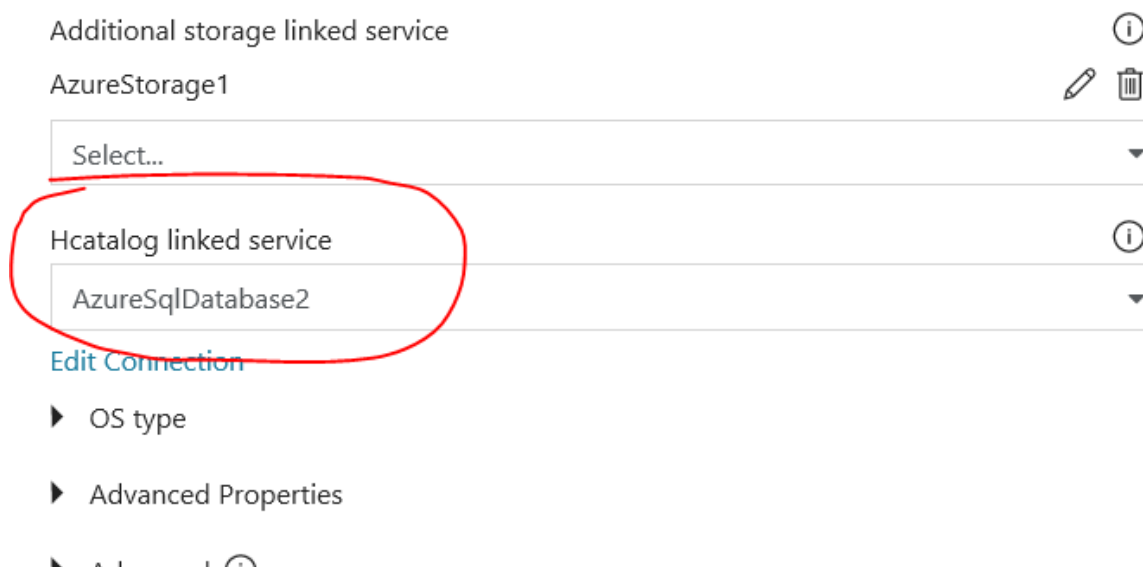 Additional storage linked service
AzureStorage1
Select...
Hcatalog linked service
AzureSqlDatabase2
Edit Connection
OS type
Advanced Properties